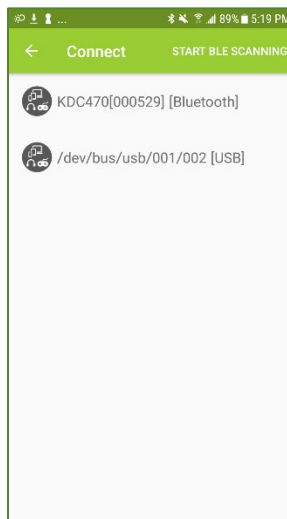 ... 89% 5:19 PM
Connect START BLE SCANNING
KDC470[000529] [Bluetooth]
/dev/bus/usb/001/002 [USB]